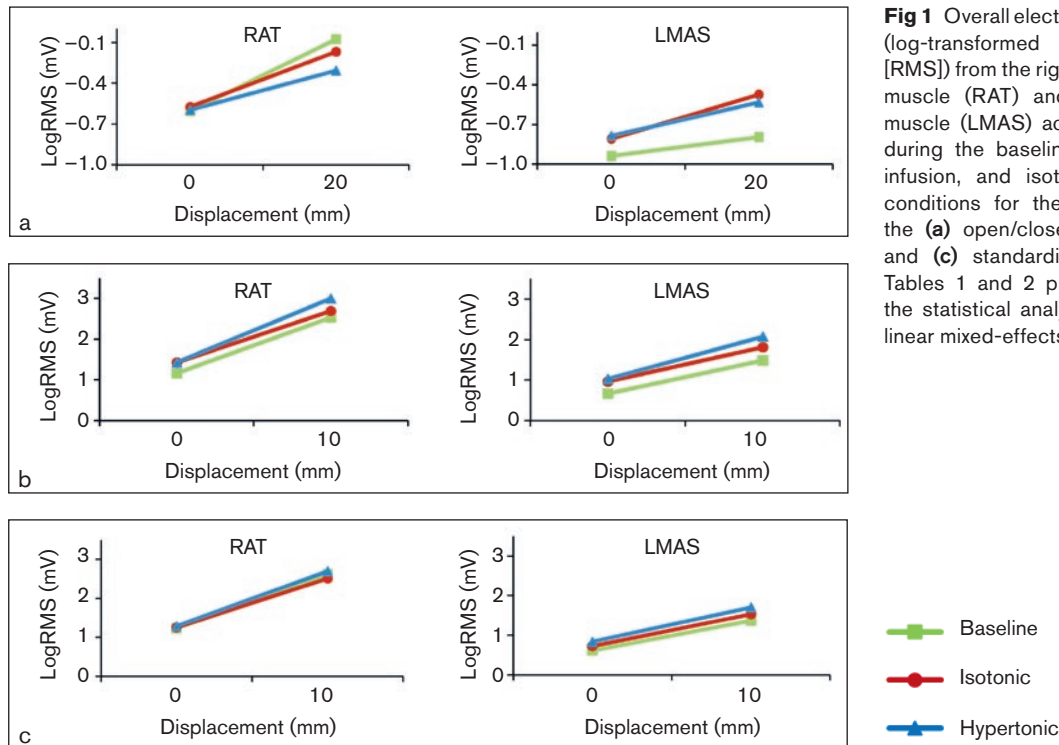 RAT
LMAS
LogRMS (mV)
−0.1
−0.4
−0.7
−1.0
0
20
Displacement (mm)
LogRMS (mV)
−0.1
−0.4
−0.7
−1.0
0
20
Displacement (mm)
a
RAT
LMAS
LogRMS (mV)
3
2
1
0
0
10
Displacement (mm)
LogRMS (mV)
3
2
1
0
0
10
Displacement (mm)
b
RAT
LMAS
LogRMS (mV)
3
2
1
0
0
10
Displacement (mm)
LogRMS (mV)
3
2
1
0
0
10
Displacement (mm)
c
Fig 1 Overall elect
(log-transformed
[RMS]) from the rig
muscle (RAT) and
muscle (LMAS) ac
during the baselin
infusion, and isot
conditions for the
the (a) open/close
and (c) standardi
Tables 1 and 2 p
the statistical anal
linear mixed-effects
Baseline
Isotonic
Hypertonic